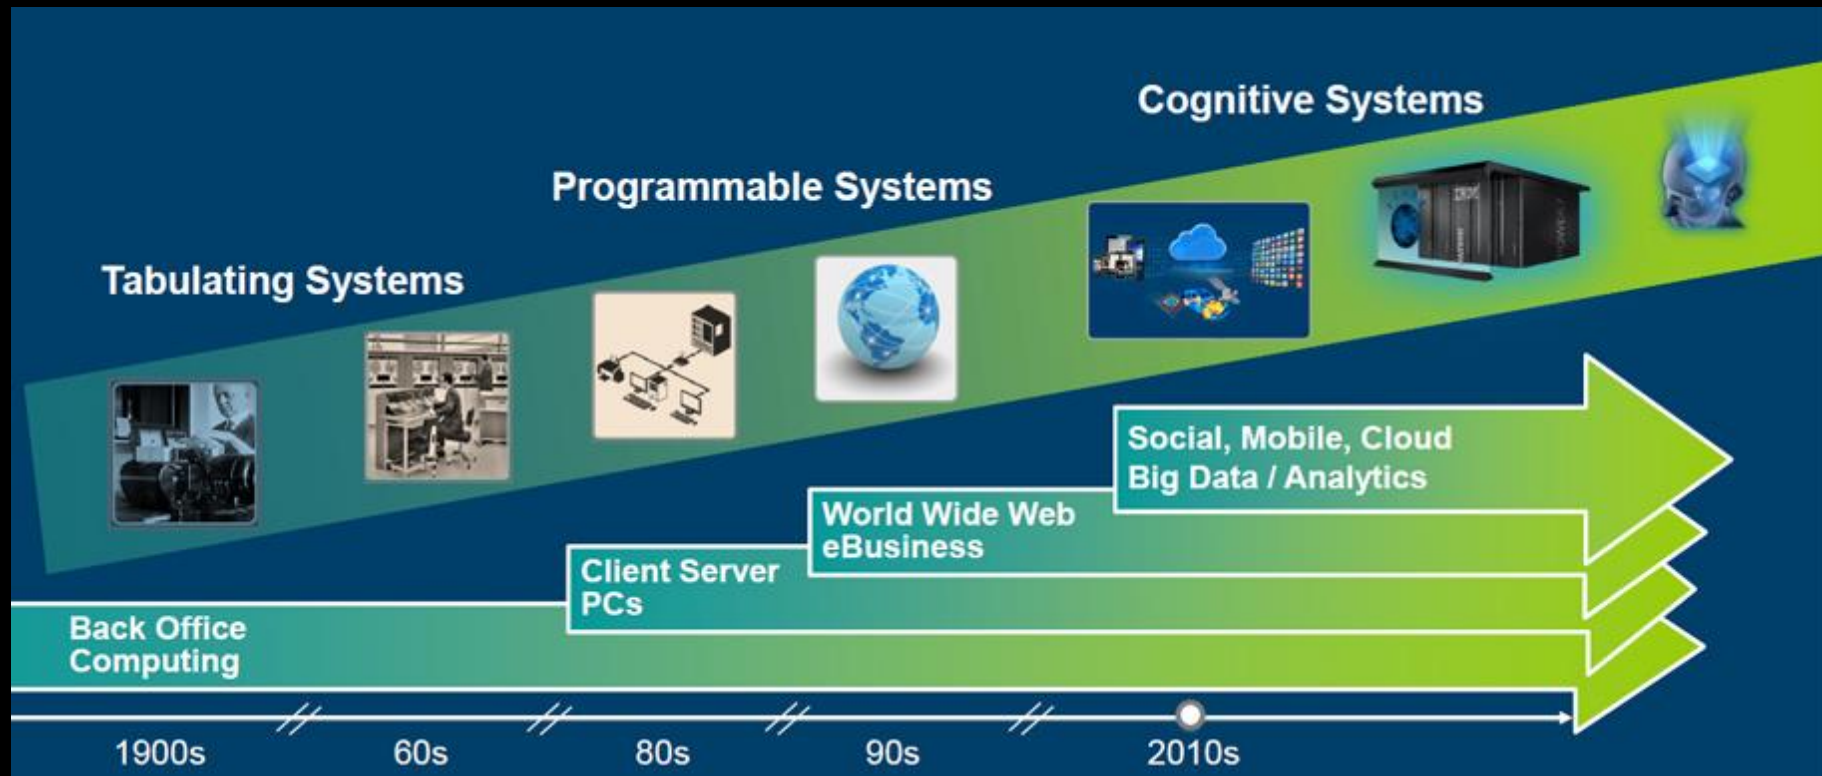 Cognitive Systems
Programmable Systems
Tabulating Systems
IBM
Social, Mobile, Cloud
Big Data / Analytics
World Wide Web
eBusiness
Client Server
PCs
Back Office
Computing
1900s
60s
80s
90s
2010s